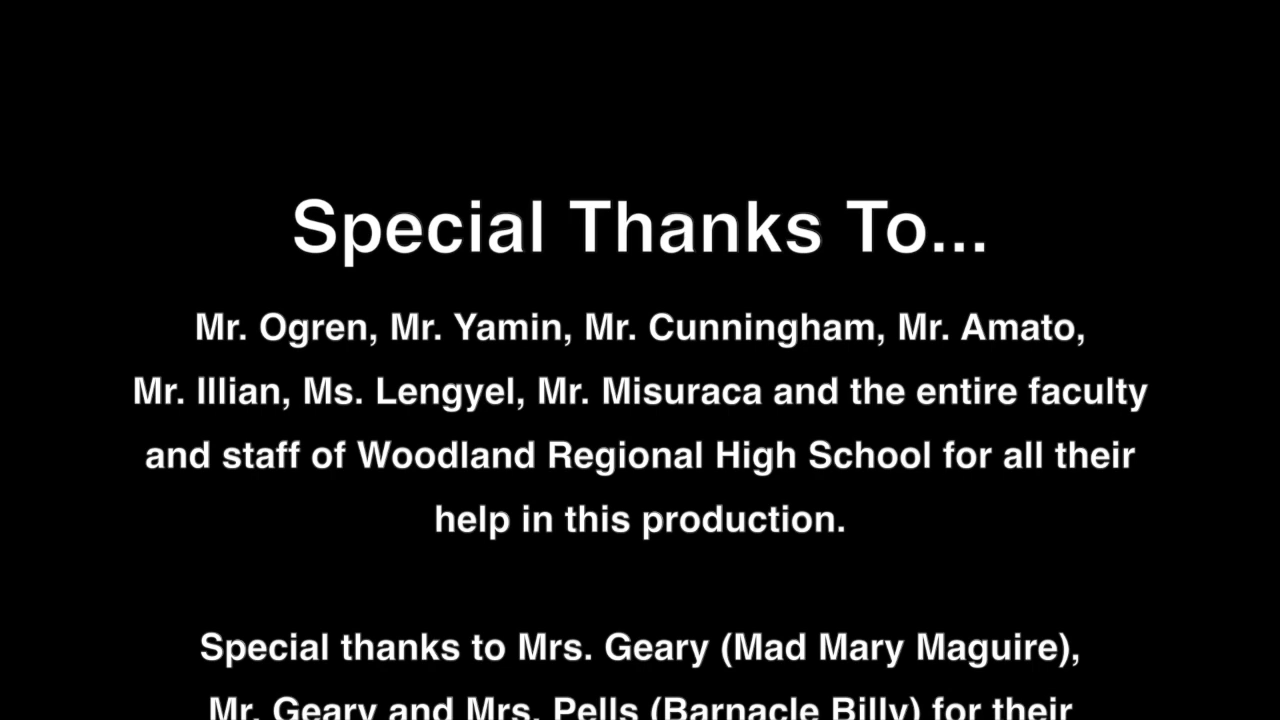 Special Thanks To...
Mr. Ogren, Mr. Yamin, Mr. Cunningham, Mr. Amato,
Mr. Illian, Ms. Lengyel, Mr. Misuraca and the entire faculty
and staff of Woodland Regional High School for all their
help in this production.
Special thanks to Mrs. Geary (Mad Mary Maguire),
Mr. Geary and Mrs. Pells (Barnacle Billy) for their